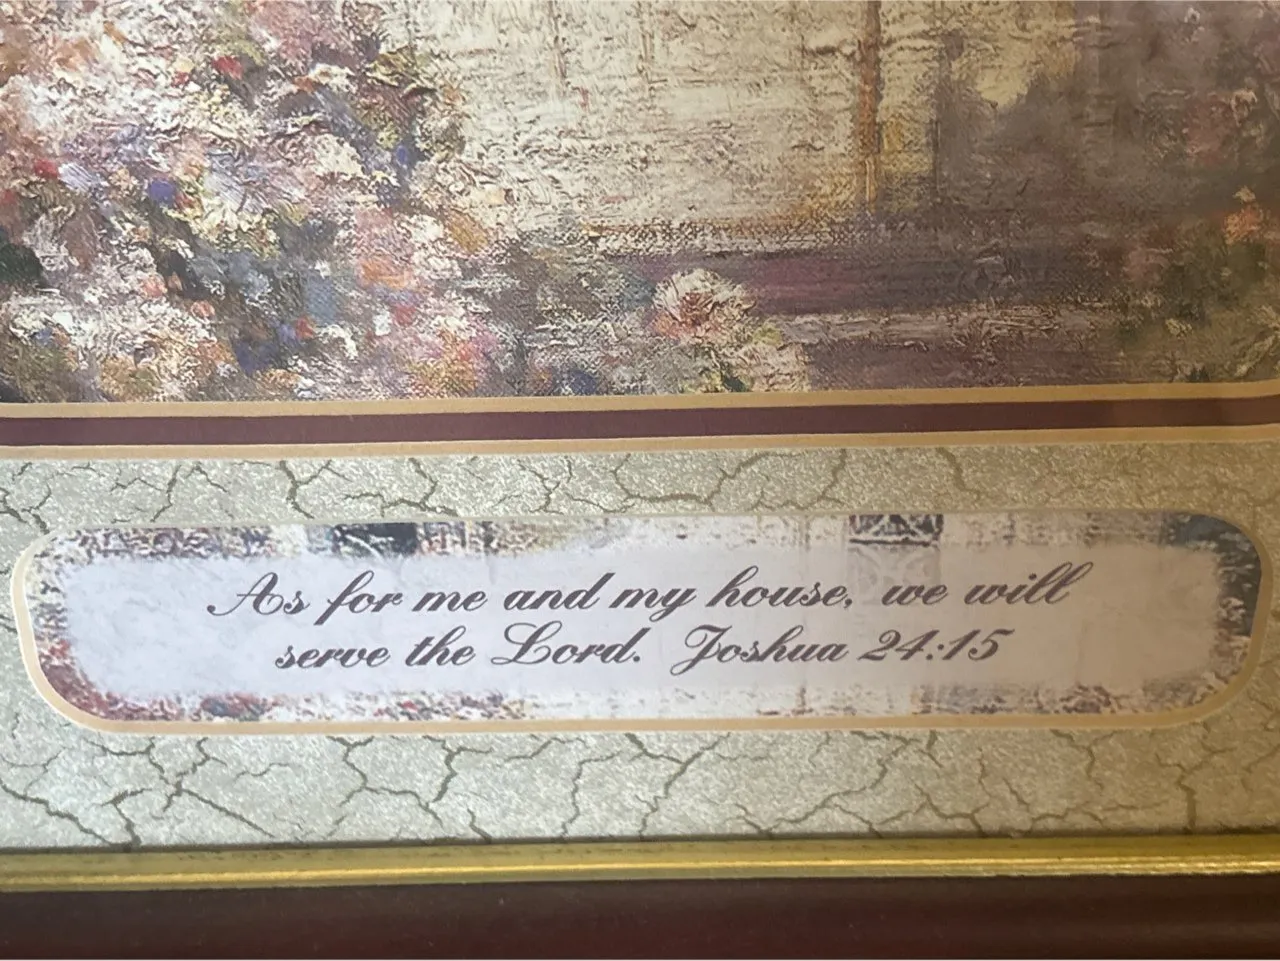 As for me and my house, we will
serve the Lord. Joshua 24:15